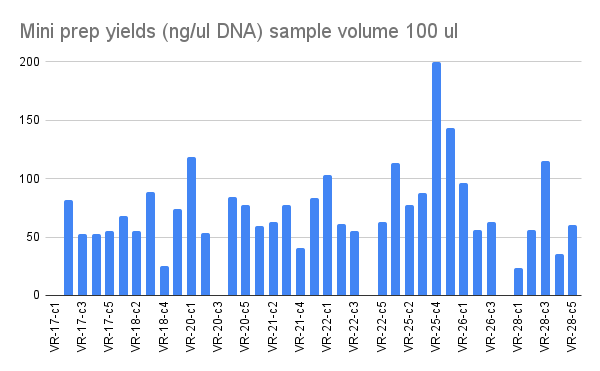 Mini prep yields (ng/ul DNA) sample volume 100 ul
200
150
100
50
0
VR-17-c1
VR-17-c3
VR-17-c5
VR-18-c2
VR-18-c4
VR-20-c1
VR-20-c3
VR-20-c5
VR-21-c2
VR-21-c4
VR-22-c1
VR-22-c3
VR-22-c5
VR-25-c2
VR-25-c4
VR-26-c1
VR-26-c3
VR-28-c1
VR-28-c3
VR-28-c5